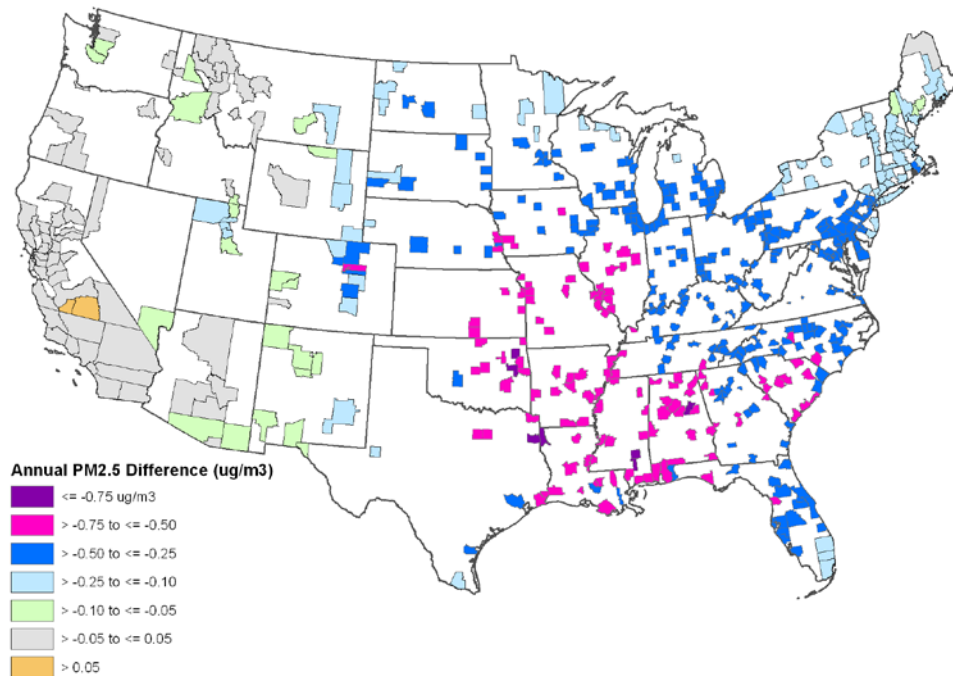 Annual PM2.5 Difference (ug/m3)
<= -0.75 ug/m3
> -0.75 to <= -0.50
> -0.50 to <= -0.25
> -0.25 to <= -0.10
> -0.10 to <= -0.05
> -0.05 to <= 0.05
> 0.05